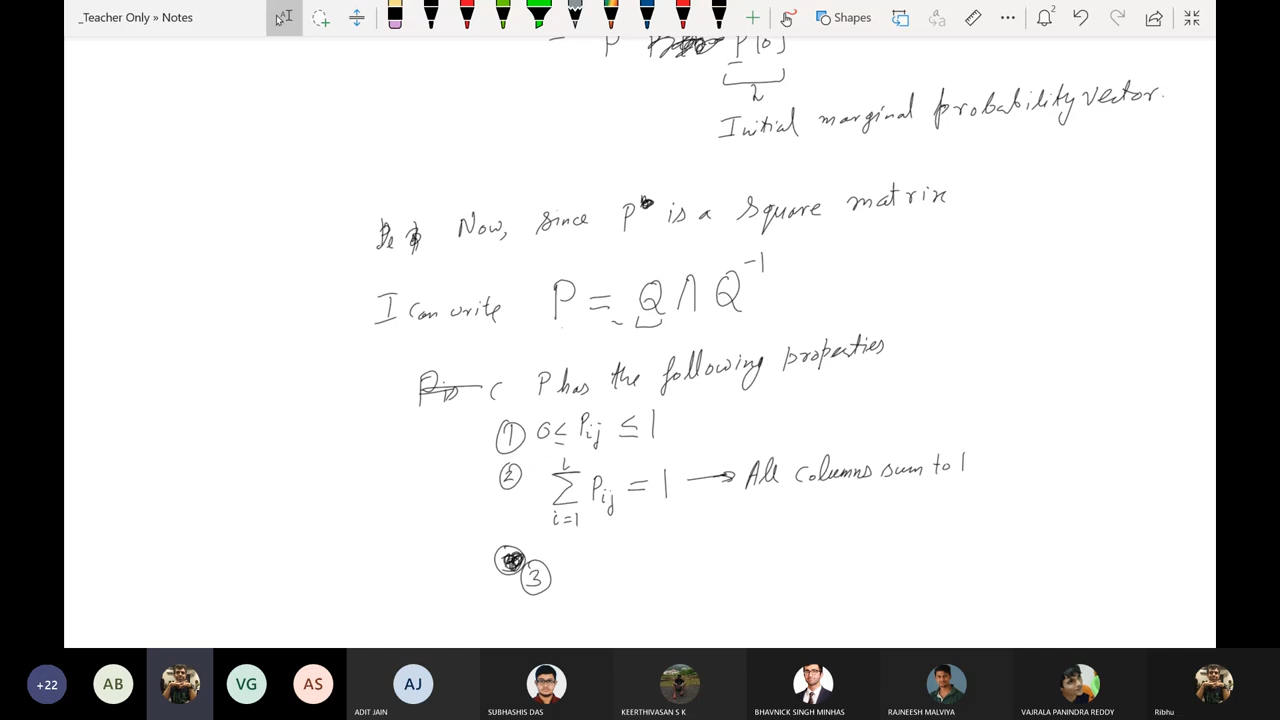 _Teacher Only » Notes
Shapes
2
P P[0]
Initial marginal probability vector.
Now, since P is a square matrix
I can write P = Q Λ Q⁻¹
P has the following properties
① 0 ≤ Pij ≤ 1
② ∑ i=1 L Pij = 1 → All columns sum to 1
③
+22 AB VG AS AJ
ADIT JAIN SUBHASHIS DAS KEERTHIVASAN S K BHAVNICK SINGH MINHAS RAJNEESH MALVIYA VAJRALA PANINDRA REDDY Ribhu